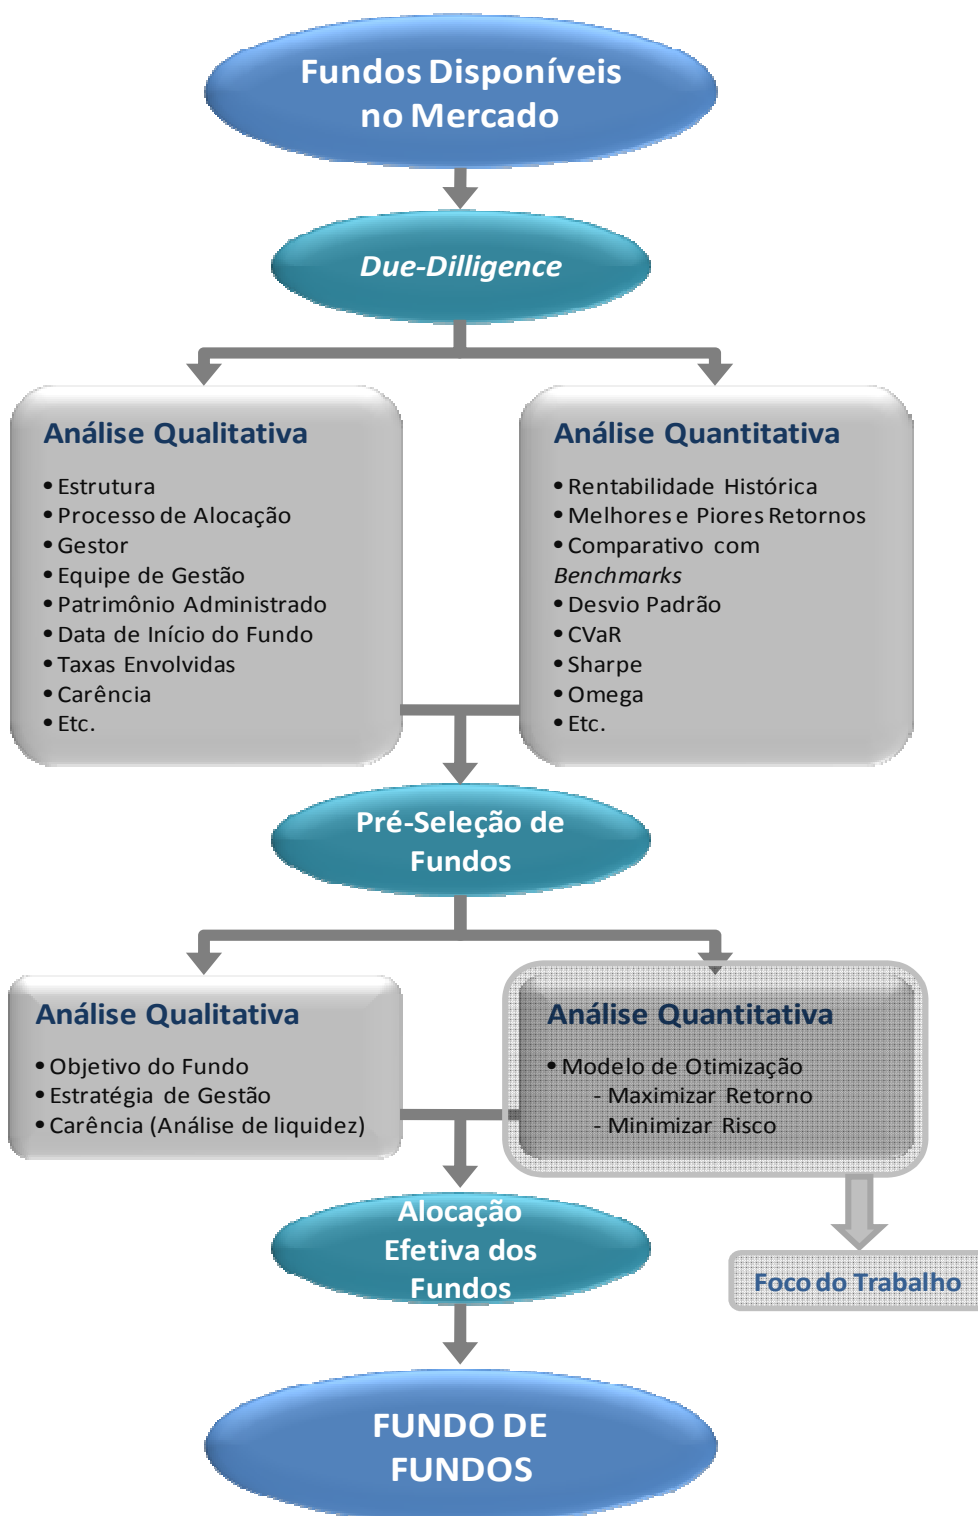 Fundos Disponíveis
no Mercado
Due-Dilligence
Análise Qualitativa
• Estrutura
• Processo de Alocação
• Gestor
• Equipe de Gestão
• Patrimônio Administrado
• Data de Início do Fundo
• Taxas Envolvidas
• Carência
• Etc.
Análise Quantitativa
• Rentabilidade Histórica
• Melhores e Piores Retornos
• Comparativo com
Benchmarks
• Desvio Padrão
• CVaR
• Sharpe
• Omega
• Etc.
Pré-Seleção de
Fundos
Análise Qualitativa
• Objetivo do Fundo
• Estratégia de Gestão
• Carência (Análise de liquidez)
Análise Quantitativa
• Modelo de Otimização
- Maximizar Retorno
- Minimizar Risco
Alocação
Efetiva dos
Fundos
Foco do Trabalho
FUNDO DE
FUNDOS